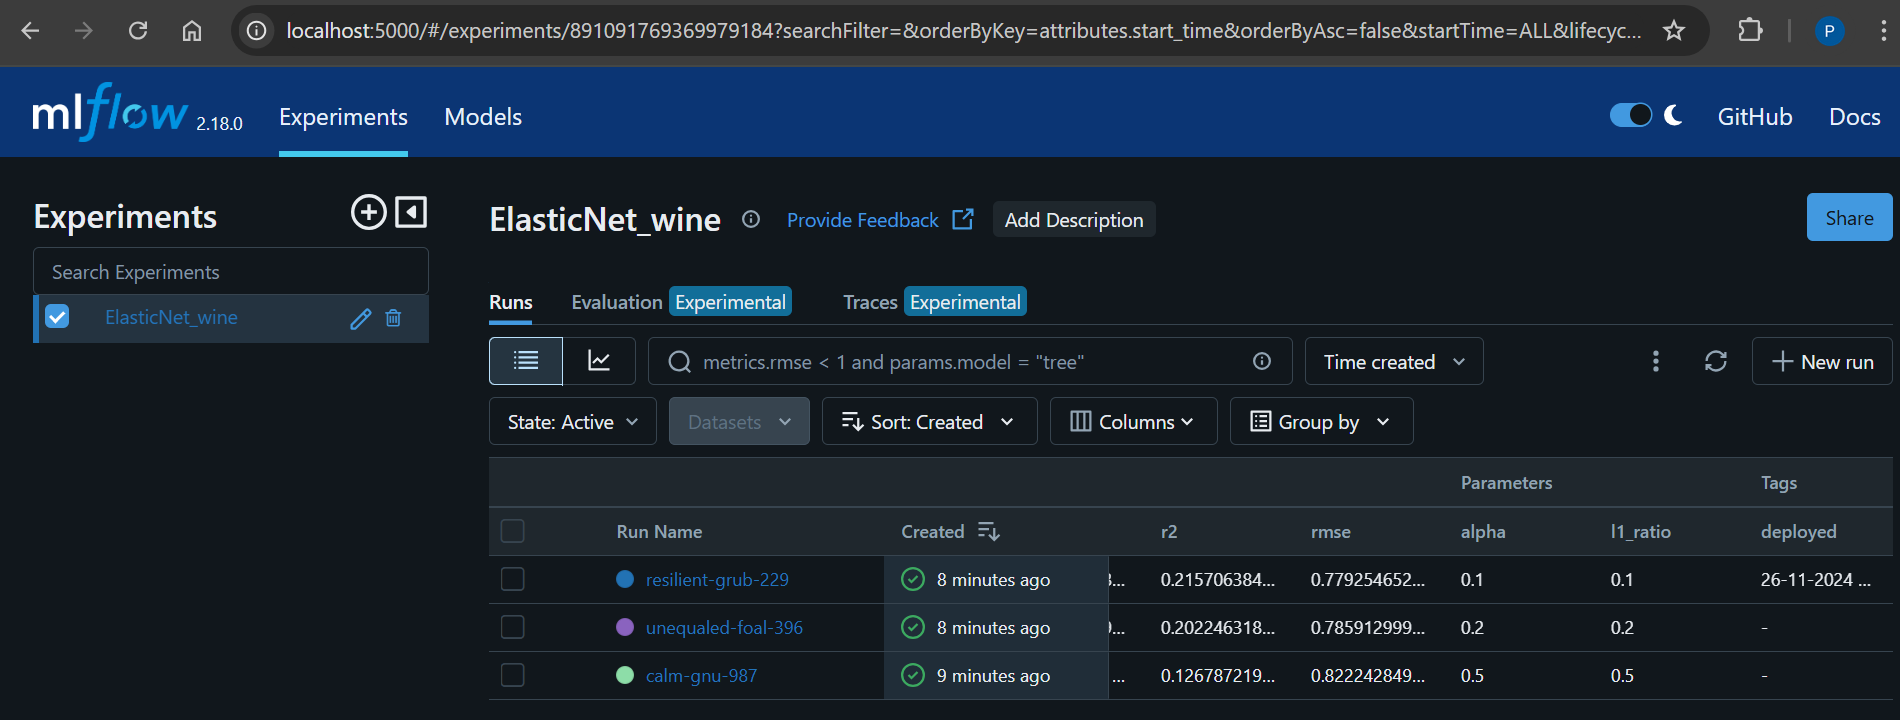 localhost:5000/#/experiments/891091769369979184?searchFilter=&orderByKey=attributes.start_time&orderByAsc=false&startTime=ALL&lifecyc...
P
mlflow 2.18.0 Experiments Models GitHub Docs
Experiments
Search Experiments
ElasticNet_wine
ElasticNet_wine Provide Feedback Add Description Share
Runs Evaluation Experimental Traces Experimental
metrics.rmse < 1 and params.model = "tree" Time created New run
State: Active Datasets Sort: Created Columns Group by
Parameters Tags
Run Name Created r2 rmse alpha l1_ratio deployed
resilient-grub-229 8 minutes ago 3... 0.215706384... 0.779254652... 0.1 0.1 26-11-2024 ...
unequaled-foal-396 8 minutes ago 9... 0.202246318... 0.785912999... 0.2 0.2 -
calm-gnu-987 9 minutes ago ... 0.126787219... 0.822242849... 0.5 0.5 -